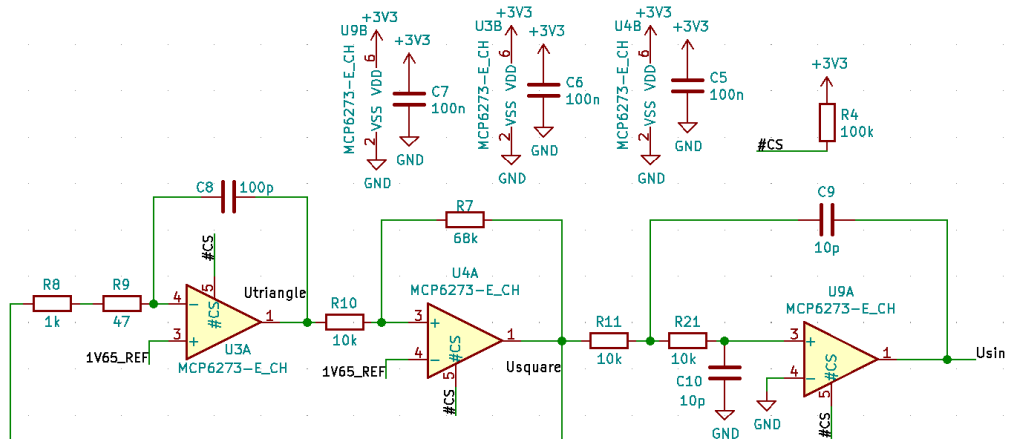 +3V3
U9B
6
VDD
MCP6273-E_CH
VSS
2
GND
+3V3
C7
100n
GND
+3V3
U3B
6
VDD
MCP6273-E_CH
VSS
2
GND
+3V3
C6
100n
GND
+3V3
U4B
6
VDD
MCP6273-E_CH
VSS
2
GND
+3V3
C5
100n
GND
+3V3
R4
100k
#CS
C8 100p
#CS
R8
1k
R9
47
4
5
#CS
3
1
1V65_REF
U3A
MCP6273-E_CH
Utriangle
R10
10k
R7
68k
U4A
MCP6273-E_CH
3
4
1
#CS
5
#CS
1V65_REF
Usquare
R11
10k
R21
10k
C10
10p
GND
C9
10p
U9A
MCP6273-E_CH
3
4
1
#CS
5
#CS
GND
Usin